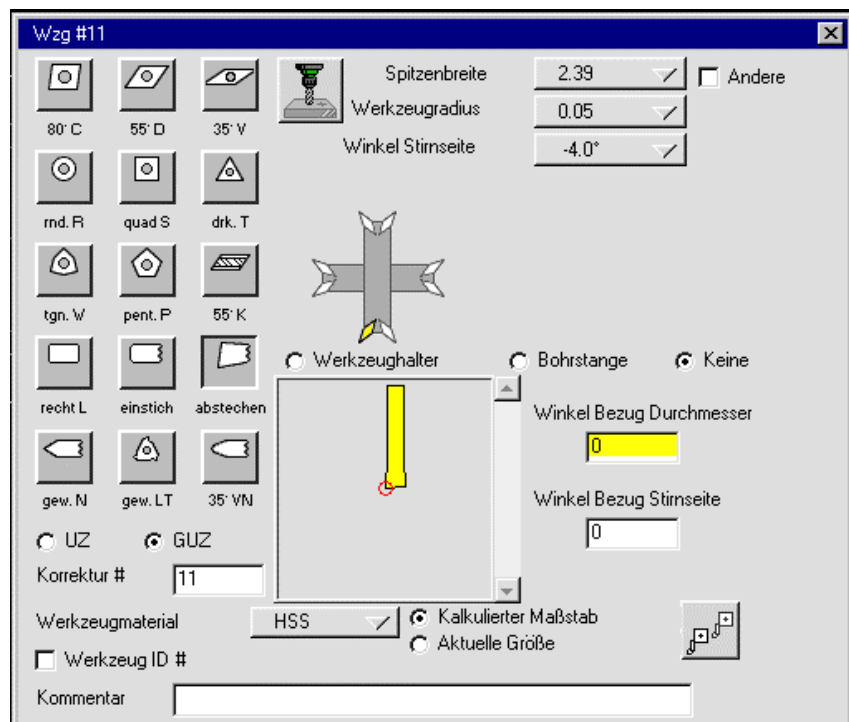 Wzg #11
Spitzenbreite 2.39 Andere
Werkzeugradius 0.05
Winkel Stirnseite -4.0°
80° C 55° D 35° V
rnd. R quad S drk. T
tgn. W pent. P 55° K
recht L einstich abstechen
gew. N gew. LT 35° VN
Werkzeughalter Bohrstange Keine
Winkel Bezug Durchmesser
0
Winkel Bezug Stirnseite
0
UZ GUZ
Korrektur # 11
Werkzeugmaterial HSS
Kalkulierter Maßstab
Aktuelle Größe
Werkzeug ID #
Kommentar